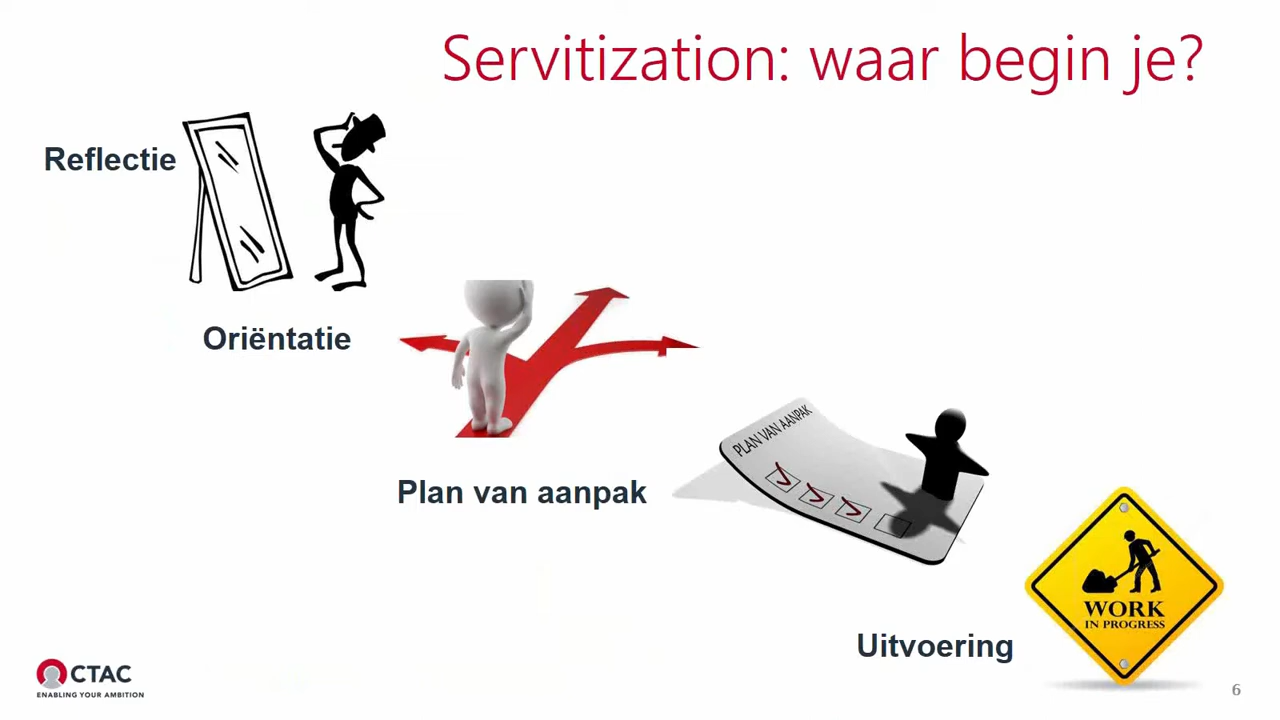 Servitization: waar begin je?
Reflectie
Oriëntatie
PLAN VAN AANPAK
Plan van aanpak
WORK
IN PROGRESS
Uitvoering
CTAC
ENABLING YOUR AMBITION
6